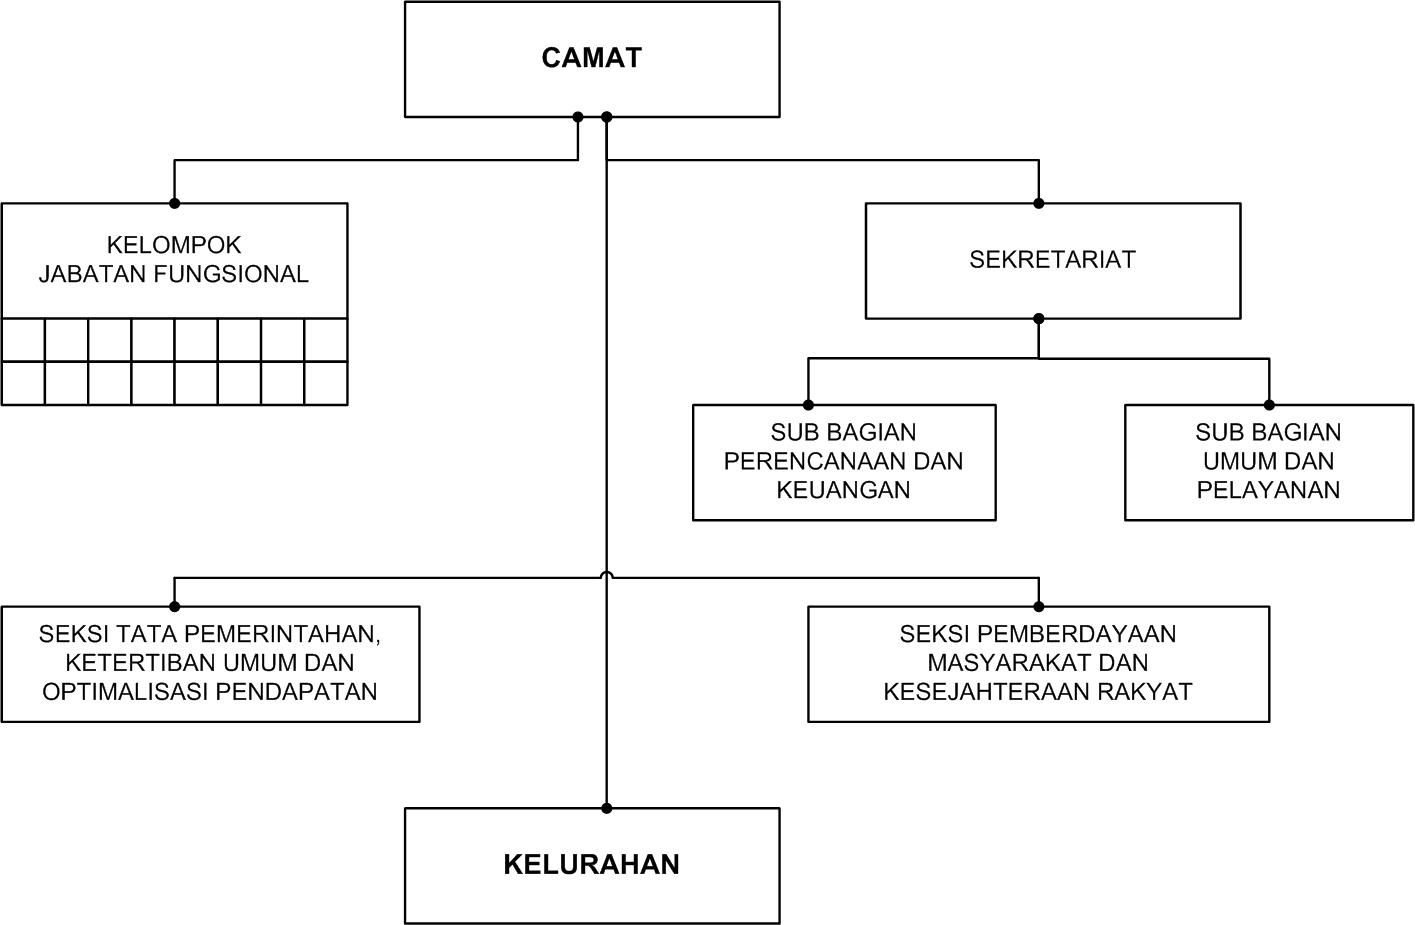 CAMAT
KELOMPOK
JABATAN FUNGSIONAL
SEKRETARIAT
SUB BAGIAN
PERENCANAAN DAN
KEUANGAN
SUB BAGIAN
UMUM DAN
PELAYANAN
SEKSI TATA PEMERINTAHAN,
KETERTIBAN UMUM DAN
OPTIMALISASI PENDAPATAN
SEKSI PEMBERDAYAAN
MASYARAKAT DAN
KESEJAHTERAAN RAKYAT
KELURAHAN